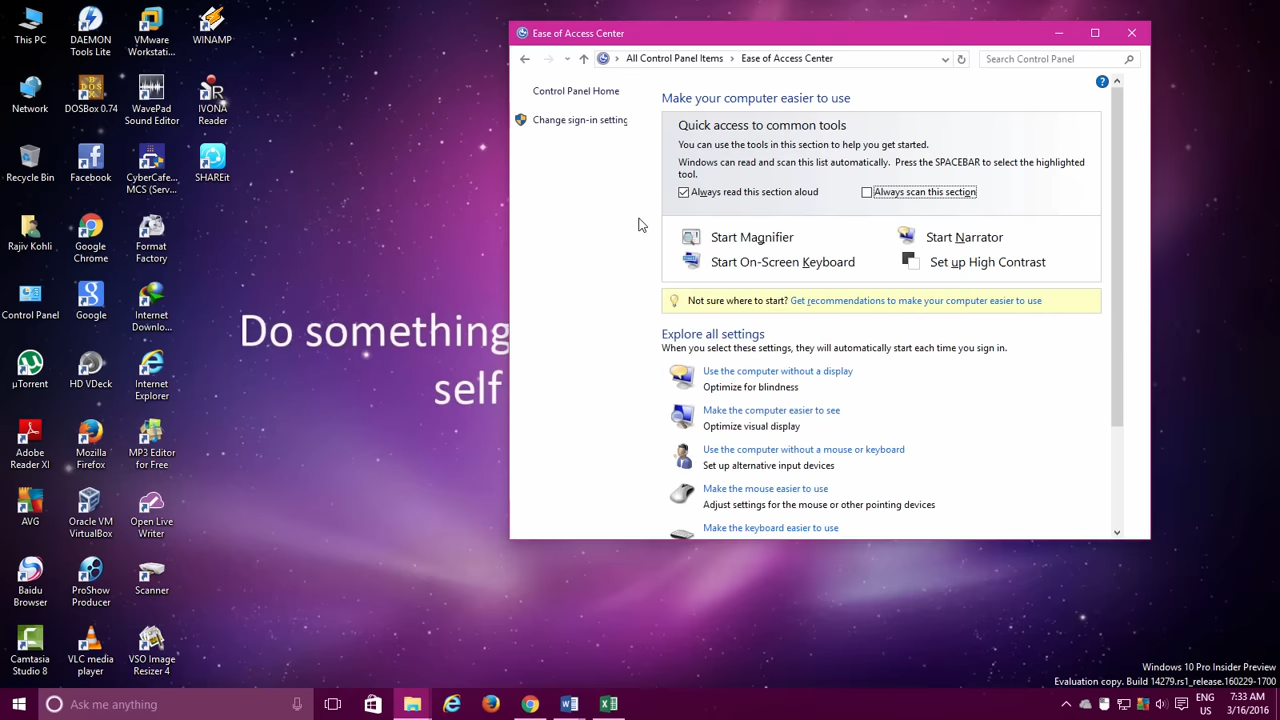 This PC
DAEMON
Tools Lite
VMware
Workstati...
WINAMP
Network
DOSBox 0.74
WavePad
Sound Editor
IVONA
Reader
Recycle Bin
Facebook
CyberCafe...
MCS (Serv...
SHAREit
Rajiv Kohli
Google
Chrome
Format
Factory
Control Panel
Google
Internet
Downlo...
µTorrent
HD VDeck
Internet
Explorer
Adobe
Reader XI
Mozilla
Firefox
MP3 Editor
for Free
AVG
Oracle VM
VirtualBox
Open Live
Writer
Baidu
Browser
ProShow
Producer
Scanner
Camtasia
Studio 8
VLC media
player
VSO Image
Resizer 4
Do something
self
Ease of Access Center
All Control Panel Items > Ease of Access Center
Search Control Panel
Control Panel Home
Change sign-in setting
Make your computer easier to use
Quick access to common tools
You can use the tools in this section to help you get started.
Windows can read and scan this list automatically. Press the SPACEBAR to select the highlighted
tool.
Always read this section aloud
Always scan this section
Start Magnifier
Start Narrator
Start On-Screen Keyboard
Set up High Contrast
Not sure where to start? Get recommendations to make your computer easier to use
Explore all settings
When you select these settings, they will automatically start each time you sign in.
Use the computer without a display
Optimize for blindness
Make the computer easier to see
Optimize visual display
Use the computer without a mouse or keyboard
Set up alternative input devices
Make the mouse easier to use
Adjust settings for the mouse or other pointing devices
Make the keyboard easier to use
Windows 10 Pro Insider Preview
Evaluation copy. Build 14279.rs1_release.160229-1700
Ask me anything
ENG
US
7:33 AM
3/16/2016